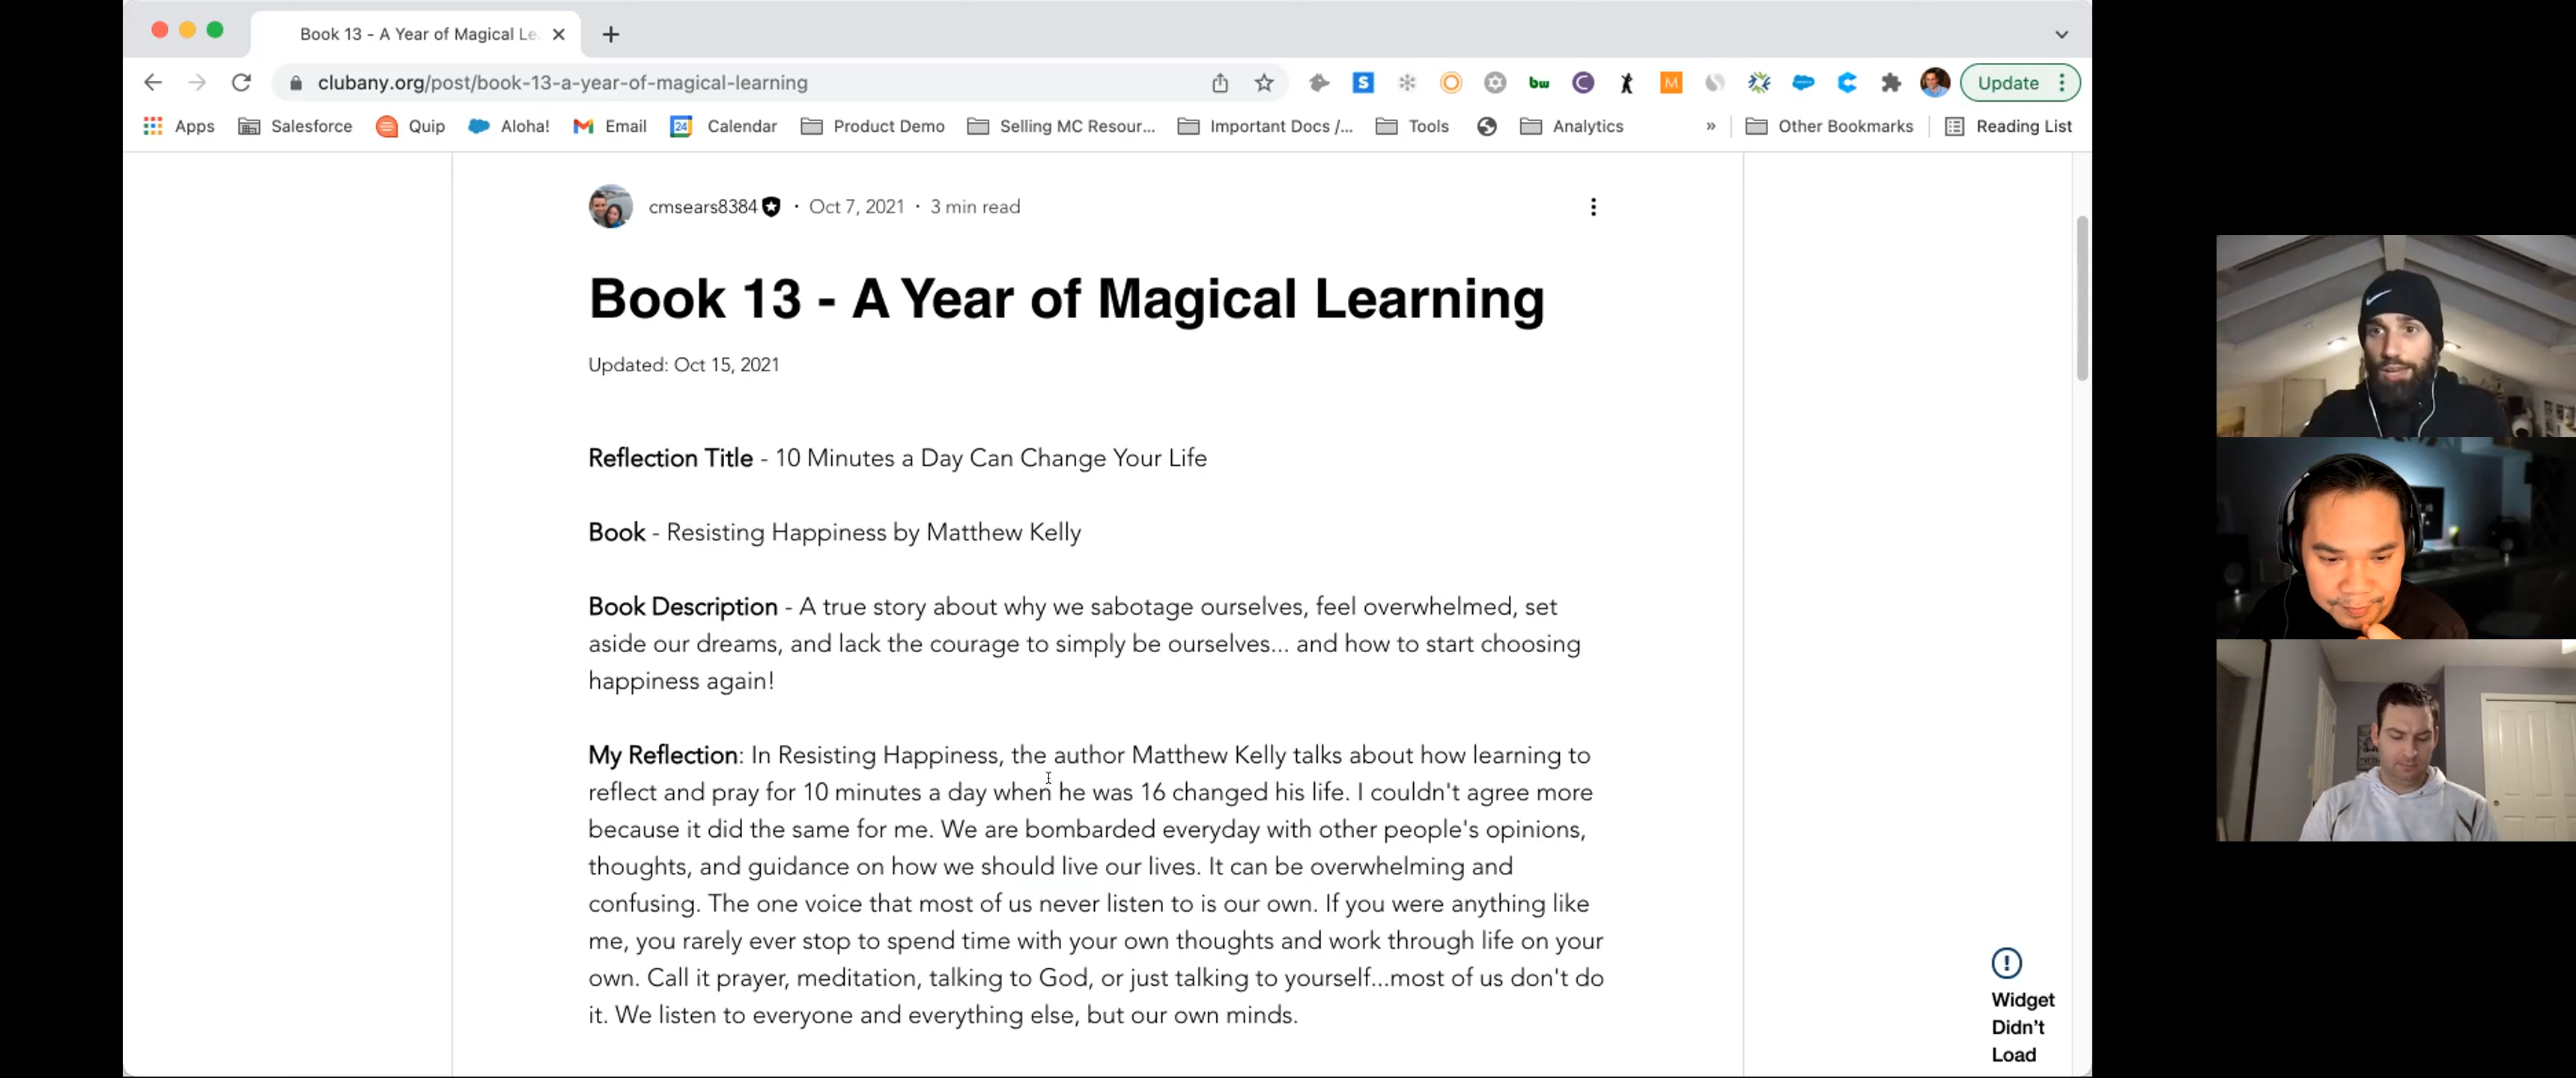 Book 13 - A Year of Magical Le
clubany.org/post/book-13-a-year-of-magical-learning
S
bw
C
M
Update
Apps
Salesforce
Quip
Aloha!
Email
24
Calendar
Product Demo
Selling MC Resour...
Important Docs /...
Tools
Analytics
»
Other Bookmarks
Reading List
cmsears8384 · Oct 7, 2021 · 3 min read
Book 13 - A Year of Magical Learning
Updated: Oct 15, 2021
Reflection Title - 10 Minutes a Day Can Change Your Life
Book - Resisting Happiness by Matthew Kelly
Book Description - A true story about why we sabotage ourselves, feel overwhelmed, set
aside our dreams, and lack the courage to simply be ourselves... and how to start choosing
happiness again!
My Reflection: In Resisting Happiness, the author Matthew Kelly talks about how learning to
reflect and pray for 10 minutes a day when he was 16 changed his life. I couldn't agree more
because it did the same for me. We are bombarded everyday with other people's opinions,
thoughts, and guidance on how we should live our lives. It can be overwhelming and
confusing. The one voice that most of us never listen to is our own. If you were anything like
me, you rarely ever stop to spend time with your own thoughts and work through life on your
own. Call it prayer, meditation, talking to God, or just talking to yourself...most of us don't do
it. We listen to everyone and everything else, but our own minds.
Widget
Didn't
Load